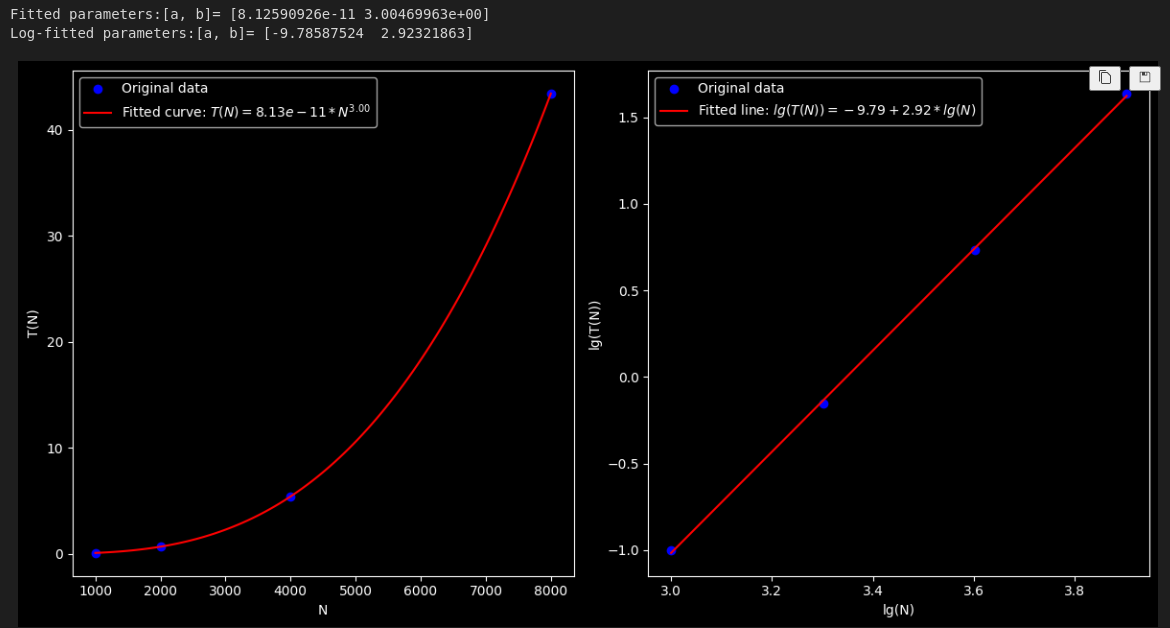 Fitted parameters:[a, b]= [8.12590926e-11 3.00469963e+00]
Log-fitted parameters:[a, b]= [-9.78587524  2.92321863]
Original data
Fitted curve: T(N) = 8.13e − 11 * N^3.00
40
30
20
10
0
T(N)
1000 2000 3000 4000 5000 6000 7000 8000
N
Original data
Fitted line: lg(T(N)) = − 9.79 + 2.92 * lg(N)
1.5
1.0
0.5
0.0
−0.5
−1.0
lg(T(N))
3.0 3.2 3.4 3.6 3.8
lg(N)